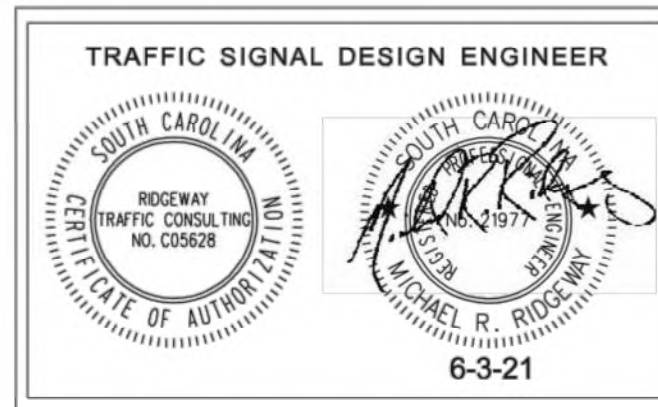 TRAFFIC SIGNAL DESIGN ENGINEER
SOUTH CAROLINA
RIDGEWAY
TRAFFIC CONSULTING
NO. C05628
CERTIFICATE OF AUTHORIZATION
SOUTH CAROLINA
REGISTERED PROFESSIONAL ENGINEER
No. 21977
MICHAEL R. RIDGEWAY
6-3-21